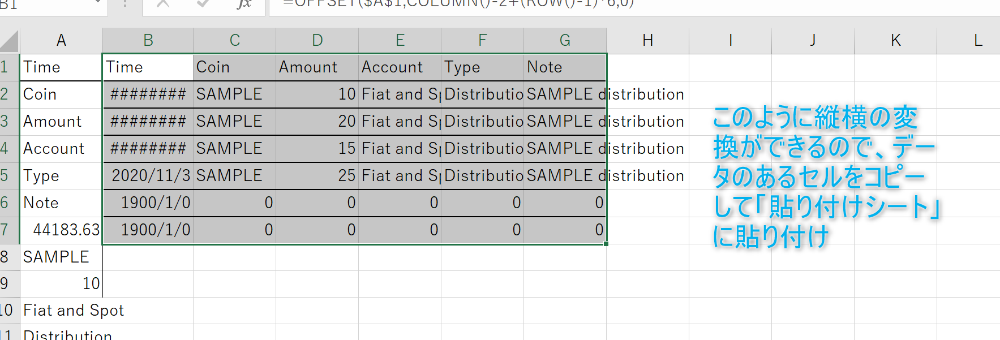 B1 fx =OFFSET($A$1,COLUMN()-2+(ROW()-1)*6,0)
A B C D E F G H I J K L
1 Time Time Coin Amount Account Type Note
2 Coin ######## SAMPLE 10 Fiat and Sp Distributio SAMPLE distribution
3 Amount ######## SAMPLE 20 Fiat and Sp Distributio SAMPLE distribution
4 Account ######## SAMPLE 15 Fiat and Sp Distributio SAMPLE distribution
5 Type 2020/11/3 SAMPLE 25 Fiat and Sp Distributio SAMPLE distribution
6 Note 1900/1/0 0 0 0 0 0
7 44183.63 1900/1/0 0 0 0 0 0
8 SAMPLE
9 10
10 Fiat and Spot
11 Distribution
このように縦横の変
換ができるので、デー
タのあるセルをコピー
して「貼り付けシート」
に貼り付け